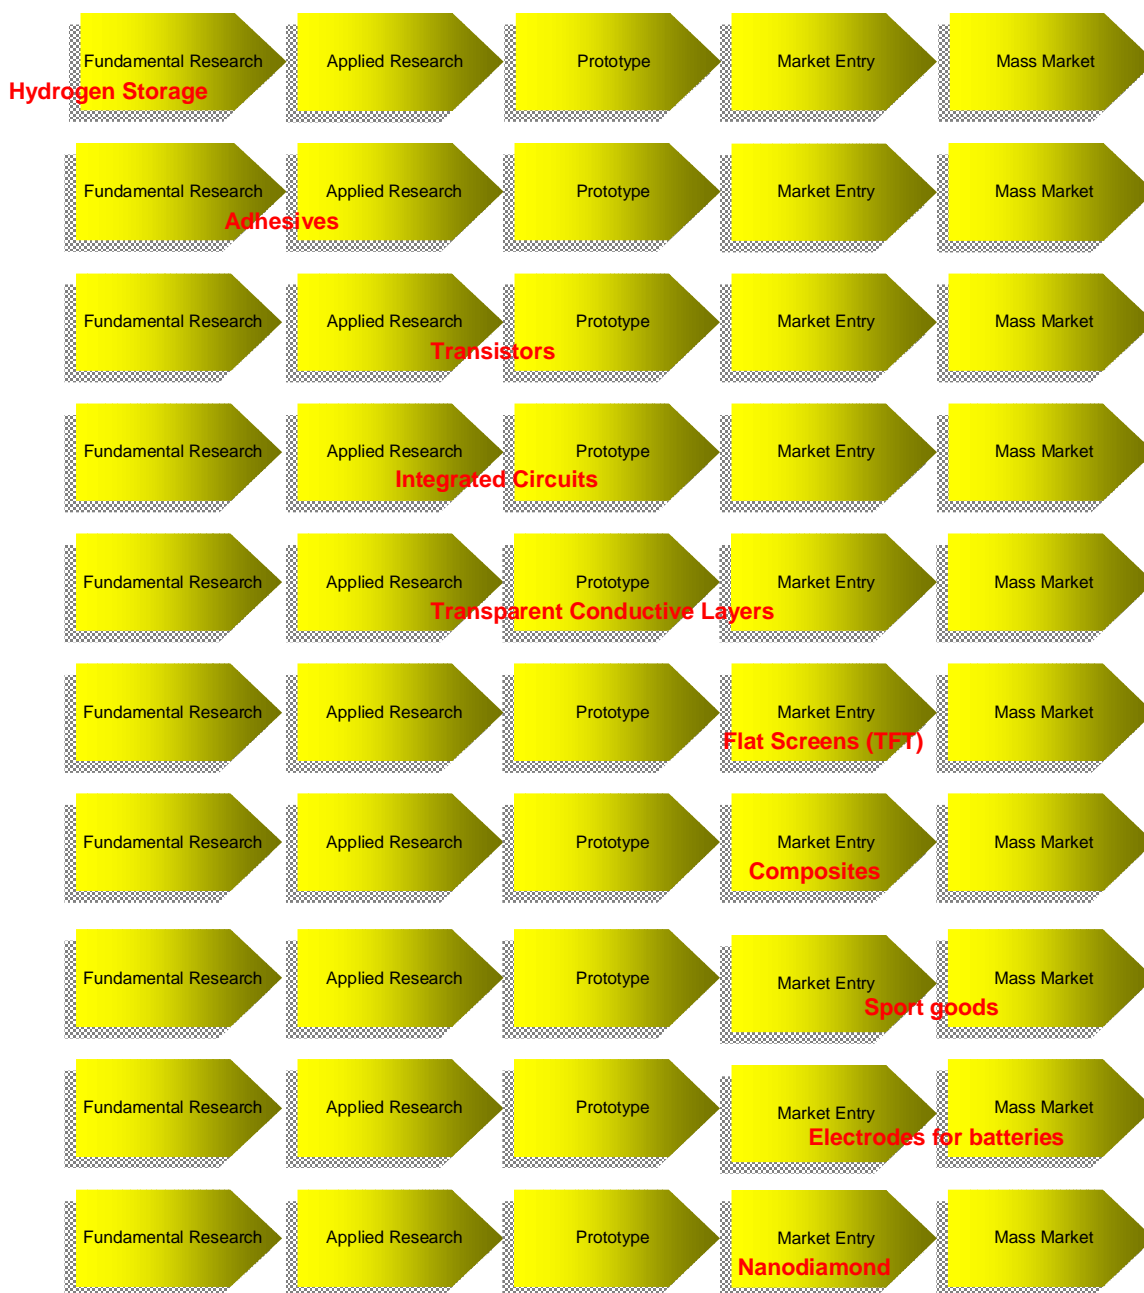 Fundamental Research Applied Research Prototype Market Entry Mass Market
Hydrogen Storage
Fundamental Research Applied Research Prototype Market Entry Mass Market
Adhesives
Fundamental Research Applied Research Prototype Market Entry Mass Market
Transistors
Fundamental Research Applied Research Prototype Market Entry Mass Market
Integrated Circuits
Fundamental Research Applied Research Prototype Market Entry Mass Market
Transparent Conductive Layers
Fundamental Research Applied Research Prototype Market Entry Mass Market
Flat Screens (TFT)
Fundamental Research Applied Research Prototype Market Entry Mass Market
Composites
Fundamental Research Applied Research Prototype Market Entry Mass Market
Sport goods
Fundamental Research Applied Research Prototype Market Entry Mass Market
Electrodes for batteries
Fundamental Research Applied Research Prototype Market Entry Mass Market
Nanodiamond